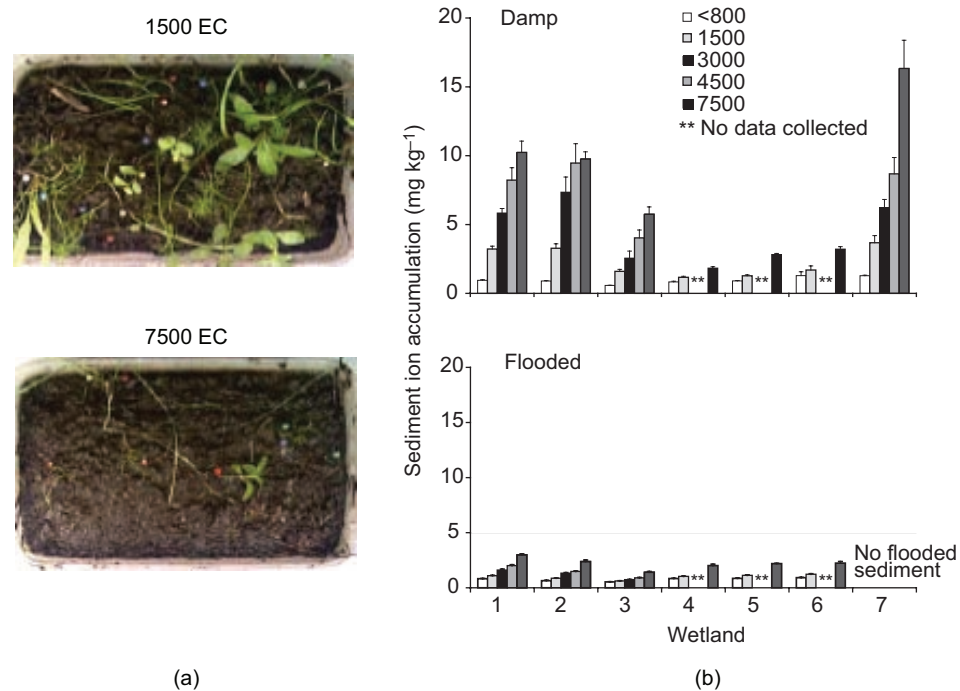 1500 EC
7500 EC
(a)
Damp
<800
1500
3000
4500
7500
** No data collected
20
15
10
5
0
** ** **
Sediment ion accumulation (mg kg–1)
Flooded
20
15
10
5
0
** ** **
No flooded
sediment
1 2 3 4 5 6 7
Wetland
(b)